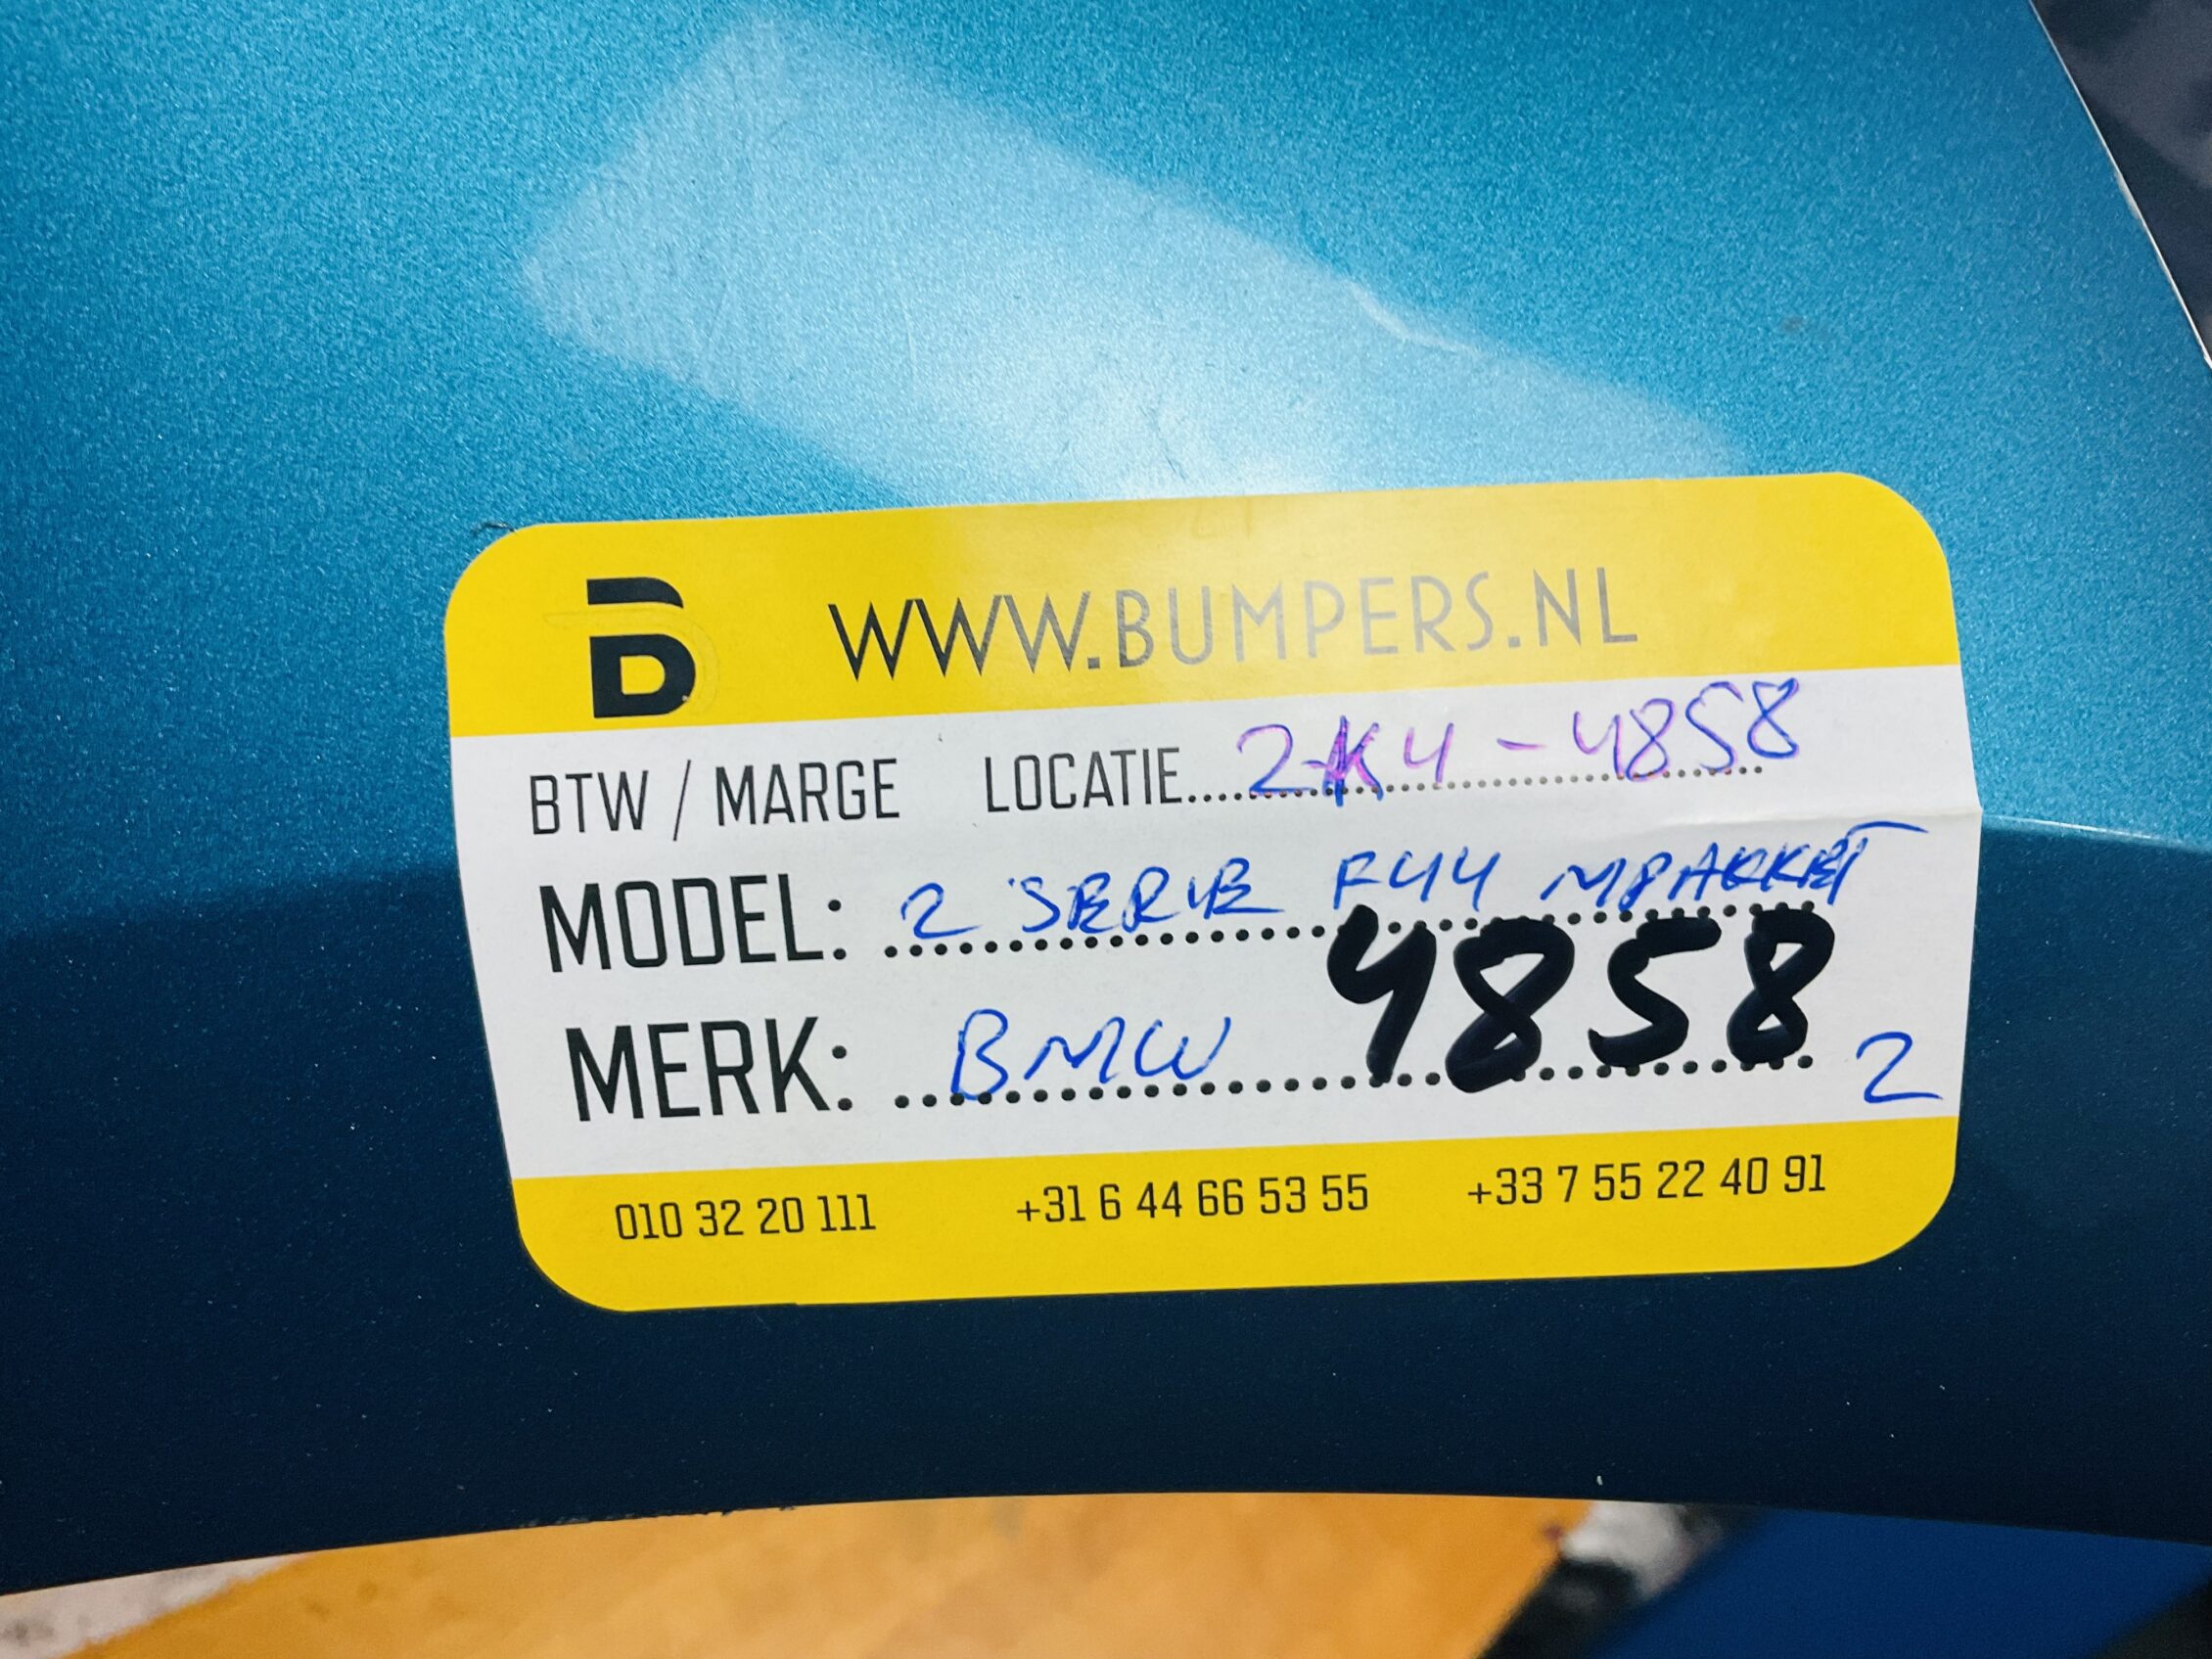 B WWW.BUMPERS.NL
BTW / MARGE LOCATIE 2-K4-4858
MODEL: 2 SERIE F44 MPAKKET
4858
MERK: BMW 2
010 32 20 111 +31 6 44 66 53 55 +33 7 55 22 40 91